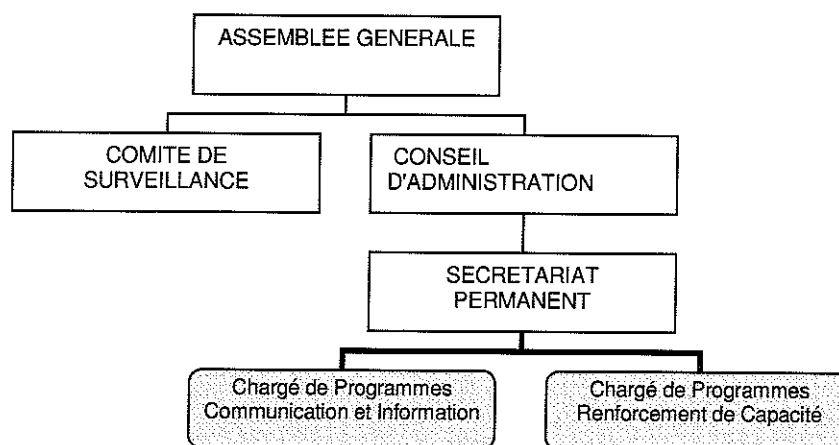 ASSEMBLEE GENERALE
COMITE DE
SURVEILLANCE
CONSEIL
D'ADMINISTRATION
SECRETARIAT
PERMANENT
Chargé de Programmes
Communication et Information
Chargé de Programmes
Renforcement de Capacité